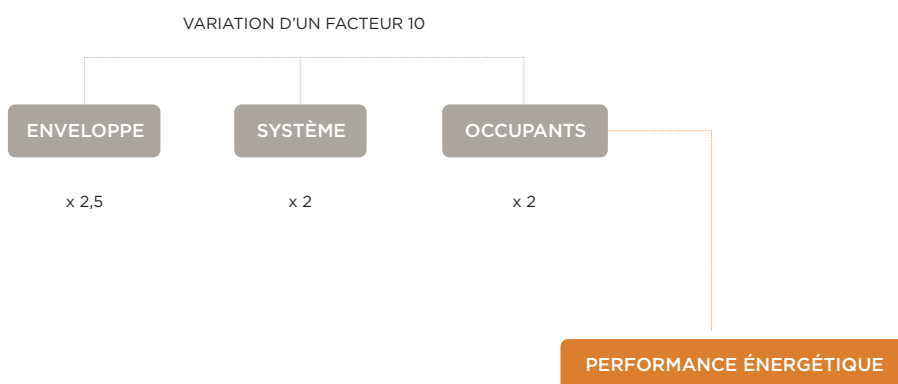 VARIATION D'UN FACTEUR 10
ENVELOPPE
SYSTÈME
OCCUPANTS
x 2,5
x 2
x 2
PERFORMANCE ÉNERGÉTIQUE